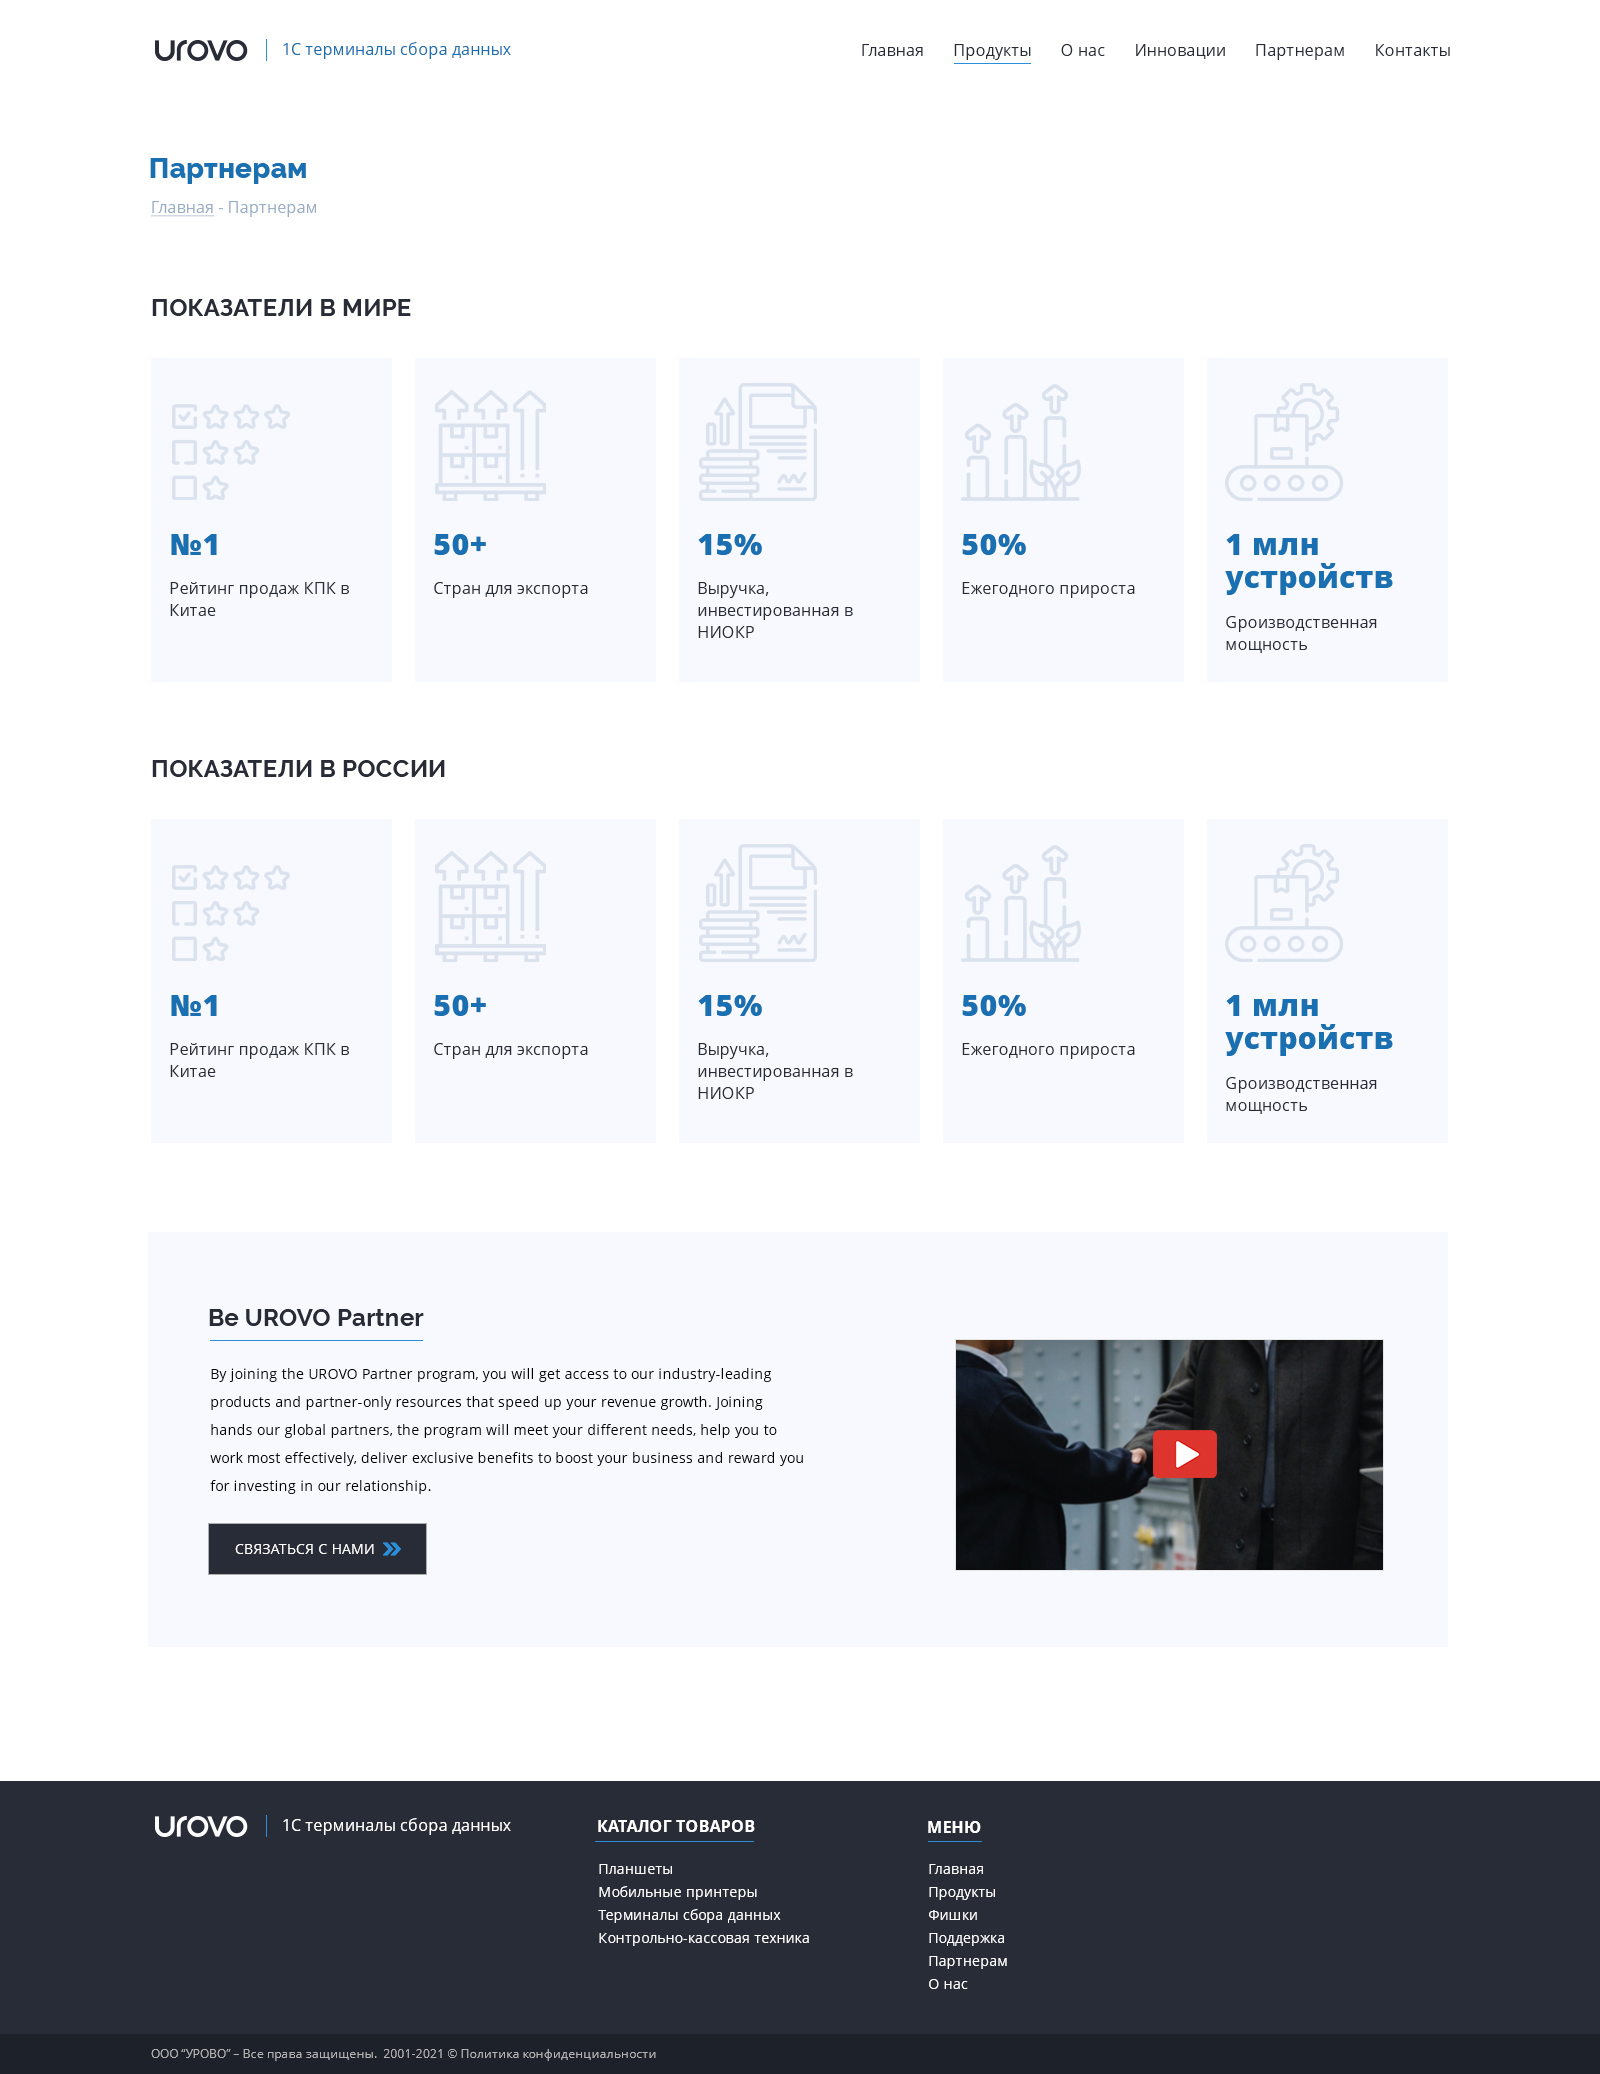 urovo
1С терминалы сбора данных
Главная Продукты О нас Инновации Партнерам Контакты
Партнерам
Главная - Партнерам
ПОКАЗАТЕЛИ В МИРЕ
№1
Рейтинг продаж КПК в
Китае
50+
Стран для экспорта
15%
Выручка,
инвестированная в
НИОКР
50%
Ежегодного прироста
1 млн
устройств
Gроизводственная
мощность
ПОКАЗАТЕЛИ В РОССИИ
№1
Рейтинг продаж КПК в
Китае
50+
Стран для экспорта
15%
Выручка,
инвестированная в
НИОКР
50%
Ежегодного прироста
1 млн
устройств
Gроизводственная
мощность
Be UROVO Partner
By joining the UROVO Partner program, you will get access to our industry-leading
products and partner-only resources that speed up your revenue growth. Joining
hands our global partners, the program will meet your different needs, help you to
work most effectively, deliver exclusive benefits to boost your business and reward you
for investing in our relationship.
СВЯЗАТЬСЯ С НАМИ
urovo
1С терминалы сбора данных
КАТАЛОГ ТОВАРОВ
Планшеты
Мобильные принтеры
Терминалы сбора данных
Контрольно-кассовая техника
МЕНЮ
Главная
Продукты
Фишки
Поддержка
Партнерам
О нас
ООО “УРОВО” – Все права защищены. 2001-2021 © Политика конфиденциальности